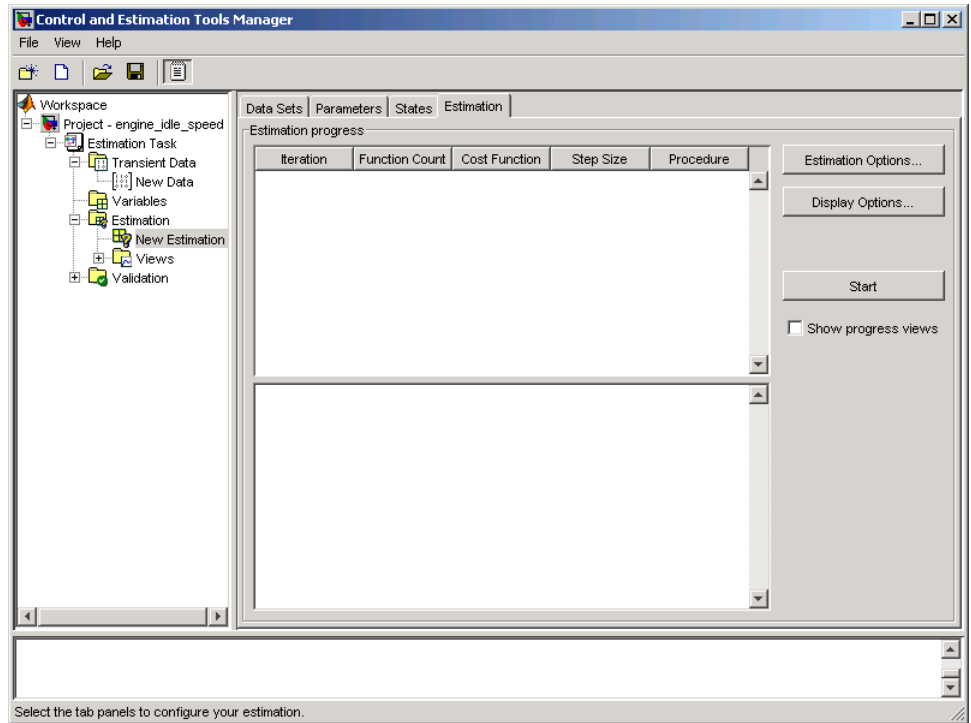 Control and Estimation Tools Manager
File View Help
Workspace
Project - engine_idle_speed
Estimation Task
Transient Data
New Data
Variables
Estimation
New Estimation
Views
Validation
Data Sets Parameters States Estimation
Estimation progress
Iteration Function Count Cost Function Step Size Procedure
Estimation Options...
Display Options...
Start
Show progress views
Select the tab panels to configure your estimation.